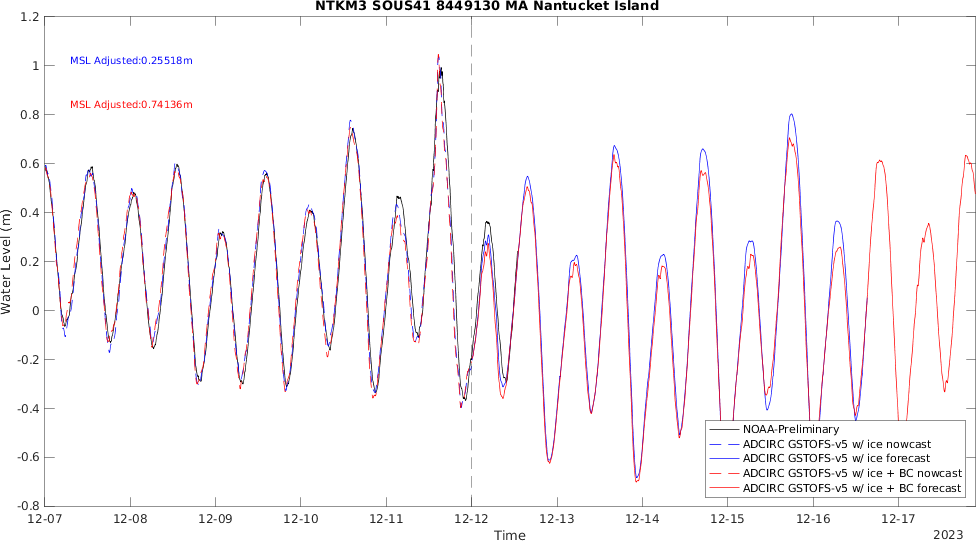 NTKM3 SOUS41 8449130 MA Nantucket Island
1.2
1
0.8
0.6
0.4
0.2
0
-0.2
-0.4
-0.6
-0.8
Water Level (m)
MSL Adjusted:0.25518m
MSL Adjusted:0.74136m
NOAA-Preliminary
ADCIRC GSTOFS-v5 w/ ice nowcast
ADCIRC GSTOFS-v5 w/ ice forecast
ADCIRC GSTOFS-v5 w/ ice + BC nowcast
ADCIRC GSTOFS-v5 w/ ice + BC forecast
12-07 12-08 12-09 12-10 12-11 12-12 12-13 12-14 12-15 12-16 12-17
Time
2023